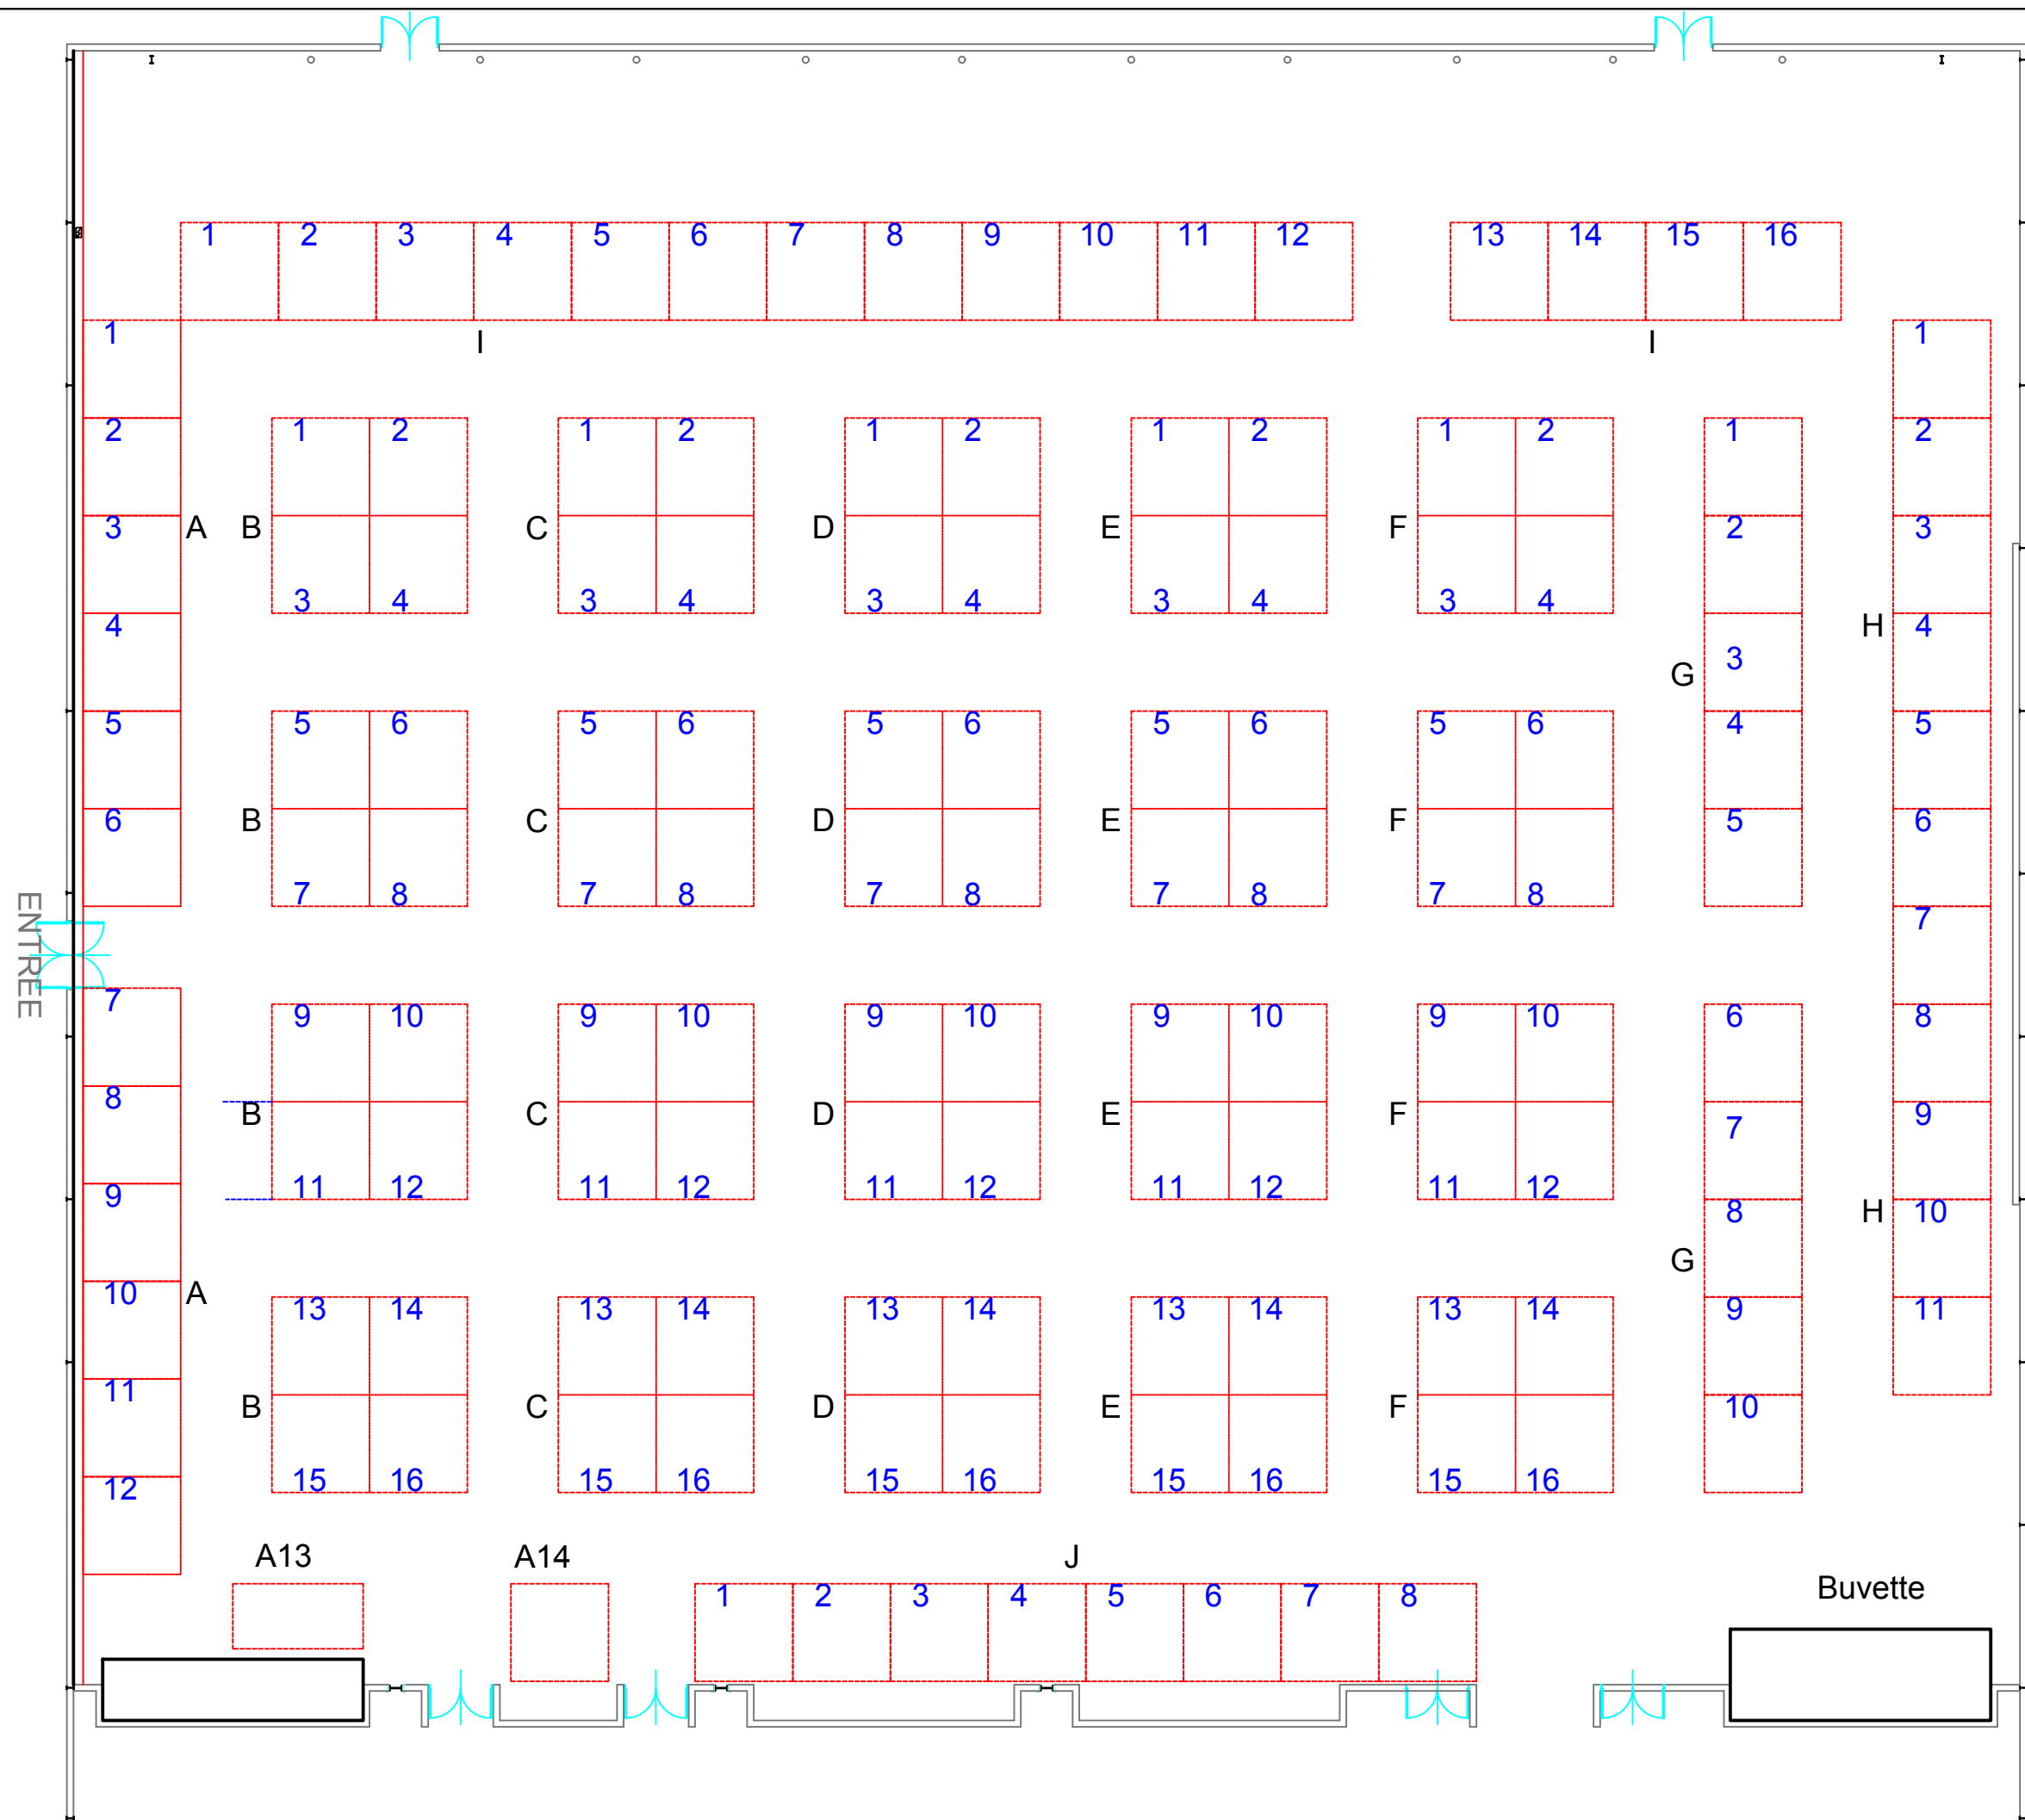 1 2 3 4 5 6 7 8 9 10 11 12 13 14 15 16
1 I I 1
2 1 2 1 2 1 2 1 2 1 2 1 2
3 A B C D E F 2 3
4 3 4 3 4 3 4 3 4 3 4 H 4
G 3
5 5 6 5 6 5 6 5 6 5 6 4 5
6 B C D E F 5 6
7 8 7 8 7 8 7 8 7 8 7
ENTREE
7 9 10 9 10 9 10 9 10 9 10 6 8
8 B C D E F 7 9
9 11 12 11 12 11 12 11 12 11 12 8 H 10
G
10 A 13 14 13 14 13 14 13 14 13 14 9 11
11 B C D E F 10
12 15 16 15 16 15 16 15 16 15 16
A13 A14 J
1 2 3 4 5 6 7 8 Buvette